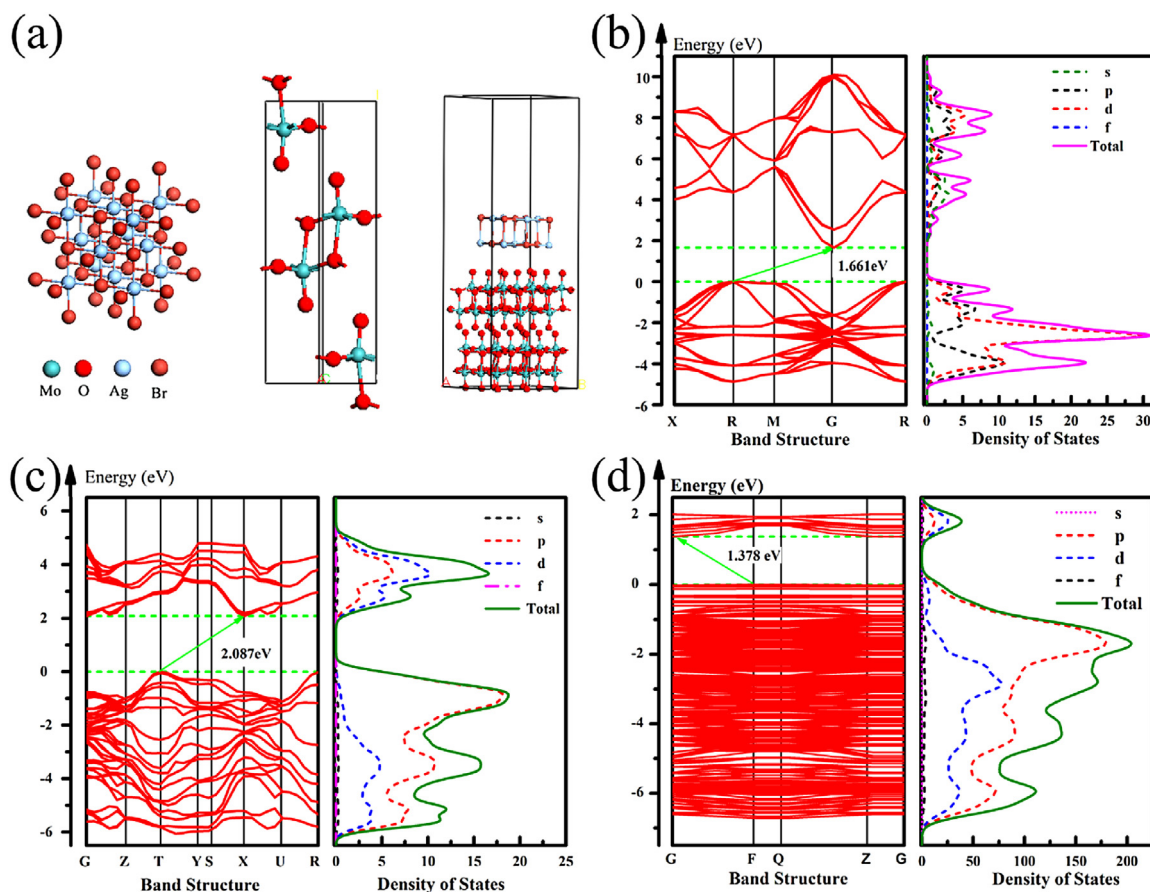 (a)
Mo O Ag Br
(b)
Energy (eV)
10
8
6
4
2
0
-2
-4
-6
1.661eV
X R M G R
Band Structure
s
p
d
f
Total
0 5 10 15 20 25 30
Density of States
(c)
Energy (eV)
6
4
2
0
-2
-4
-6
2.087eV
G Z T Y S X U R
Band Structure
s
p
d
f
Total
0 5 10 15 20 25
Density of States
(d)
Energy (eV)
2
0
-2
-4
-6
1.378 eV
G F Q Z G
Band Structure
s
p
d
f
Total
0 50 100 150 200
Density of States